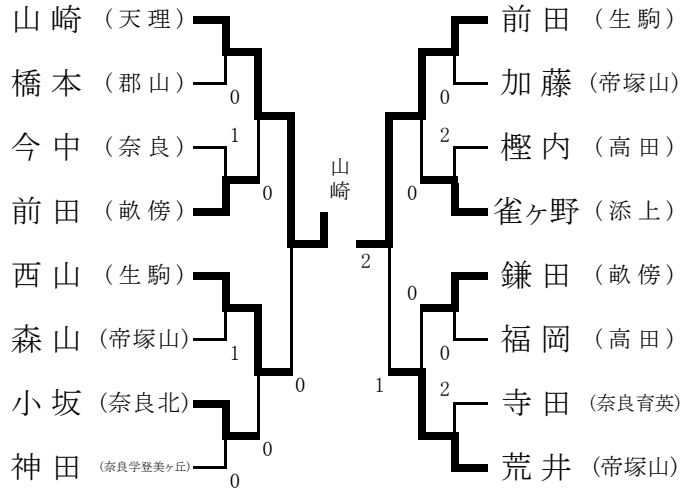 山崎 (天理)
橋本 (郡山)
0
今中 (奈良)
1
前田 (畝傍)
0
西山 (生駒)
森山 (帝塚山)
1
小坂 (奈良北)
神田 (奈良学登美ヶ丘)
0
0
0
山崎
2
前田 (生駒)
加藤 (帝塚山)
0
樫内 (高田)
2
雀ヶ野 (添上)
0
鎌田 (畝傍)
0
福岡 (高田)
0
寺田 (奈良育英)
2
荒井 (帝塚山)
1